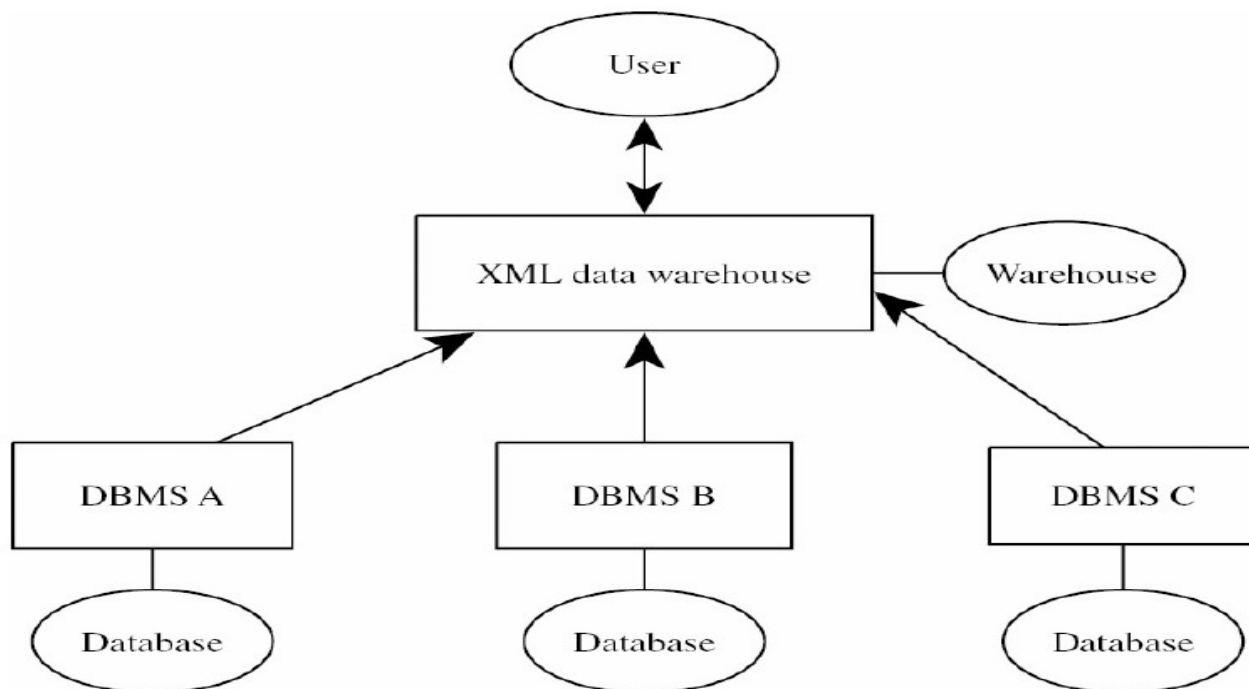 User
XML data warehouse
Warehouse
DBMS A
DBMS B
DBMS C
Database
Database
Database